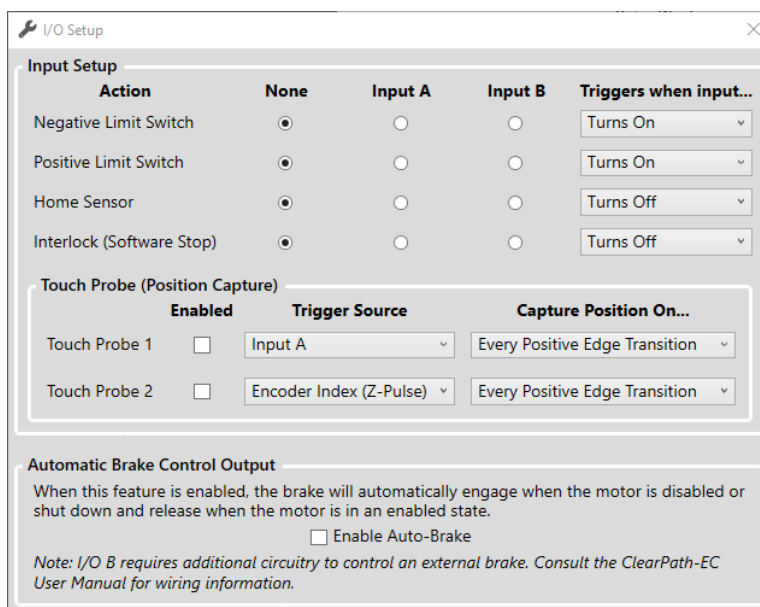 I/O Setup
Input Setup
Action None Input A Input B Triggers when input...
Negative Limit Switch Turns On
Positive Limit Switch Turns On
Home Sensor Turns Off
Interlock (Software Stop) Turns Off
Touch Probe (Position Capture)
Enabled Trigger Source Capture Position On...
Touch Probe 1 Input A Every Positive Edge Transition
Touch Probe 2 Encoder Index (Z-Pulse) Every Positive Edge Transition
Automatic Brake Control Output
When this feature is enabled, the brake will automatically engage when the motor is disabled or
shut down and release when the motor is in an enabled state.
Enable Auto-Brake
Note: I/O B requires additional circuitry to control an external brake. Consult the ClearPath-EC
User Manual for wiring information.